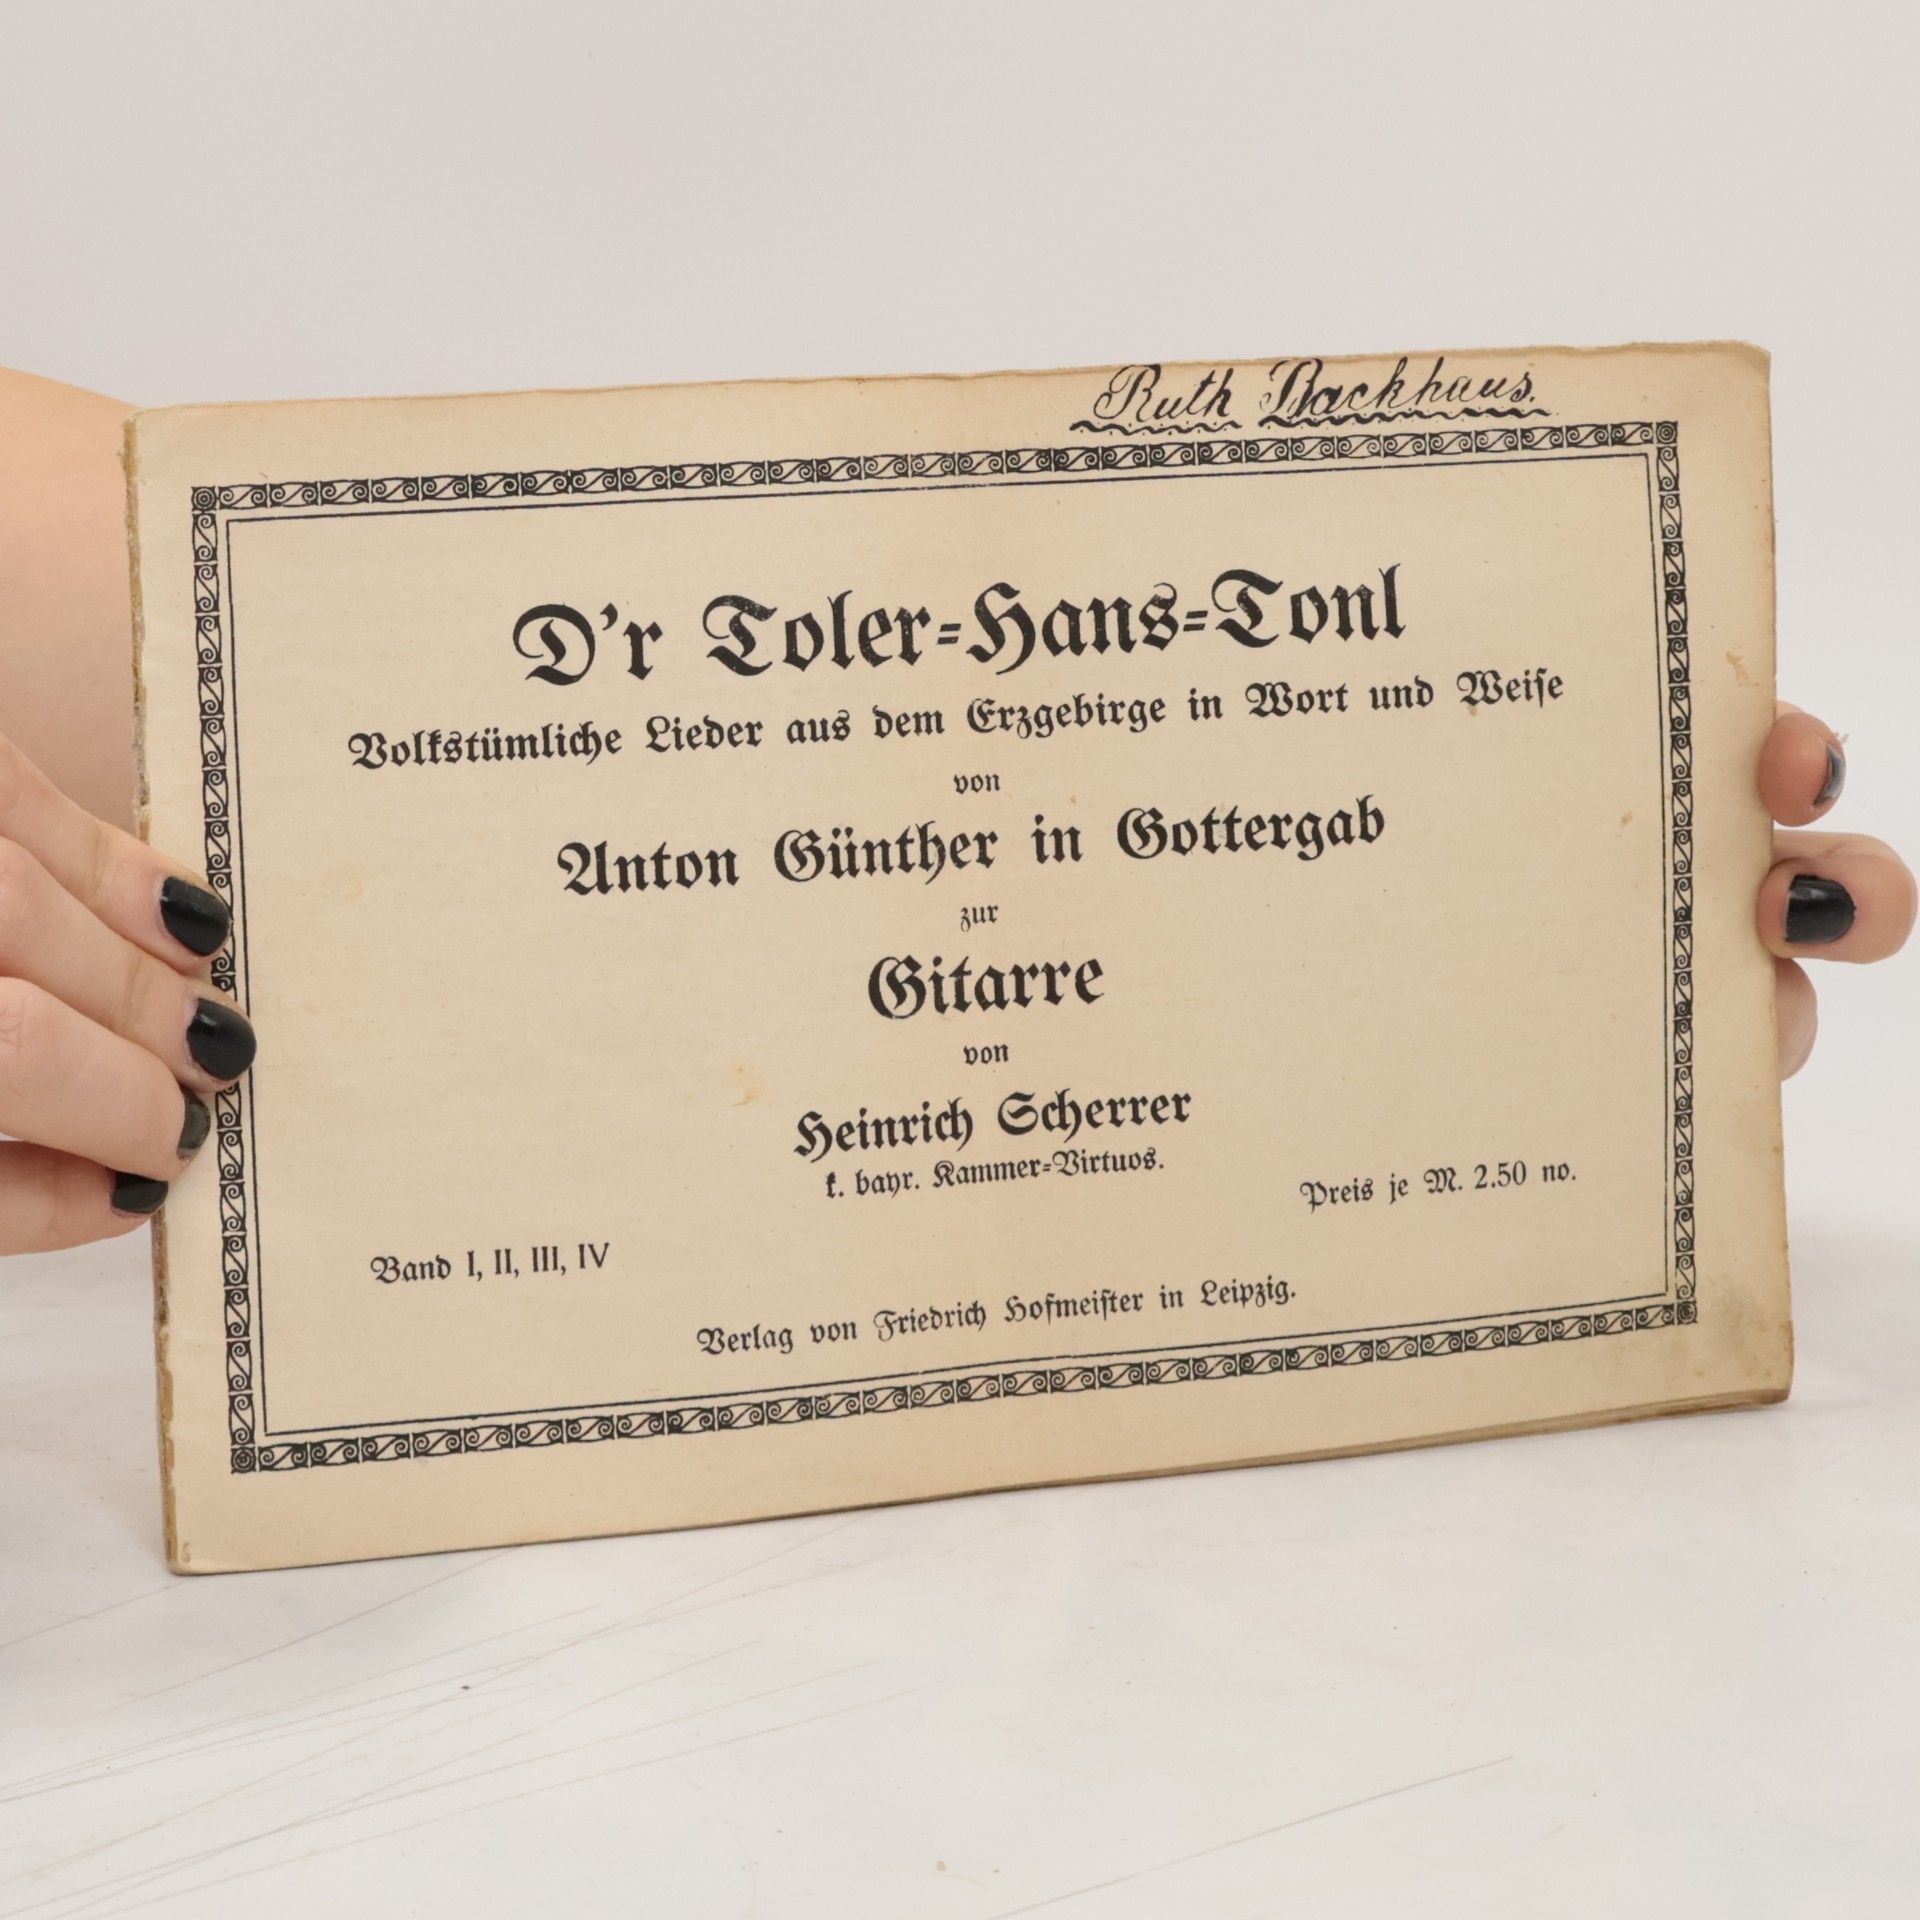 Ruth Backhaus.
D'r Toler-Hans-Tonl
Volkstümliche Lieder aus dem Erzgebirge in Wort und Weise
von
Anton Günther in Gottergab
zur
Gitarre
von
Heinrich Scherrer
k. bayr. Kammer-Virtuos.
Preis je M. 2.50 no.
Band I, II, III, IV
Verlag von Friedrich Hofmeister in Leipzig.